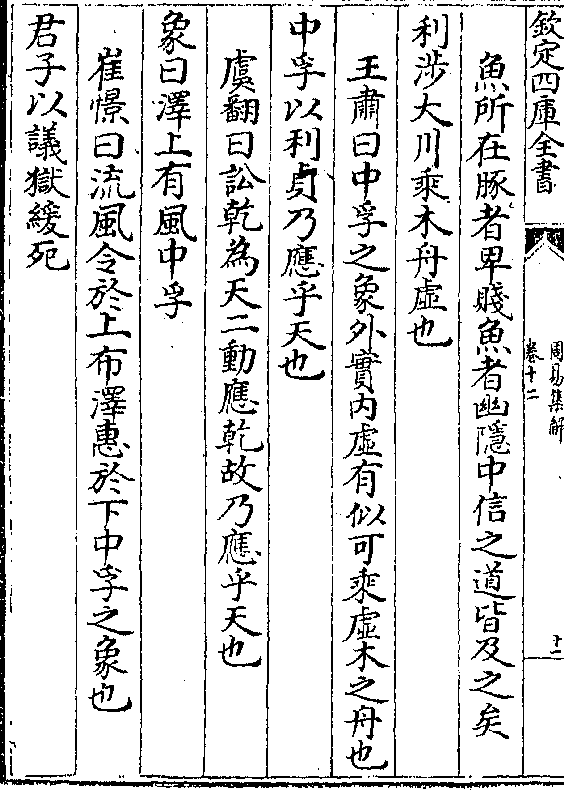 欽定四庫全書
周易集解
卷十二
十二
魚所在豚者卑賤魚者幽隱中信之道皆及之矣
利涉大川乘木舟虛也
王肅曰中孚之象外實內虛有似可乘虛木之舟也
中孚以利貞乃應乎天也
虞翻曰訟乾為天二動應乾故乃應乎天也
象曰澤上有風中孚
崔憬曰流風令於上布澤惠於下中孚之象也
君子以議獄緩死